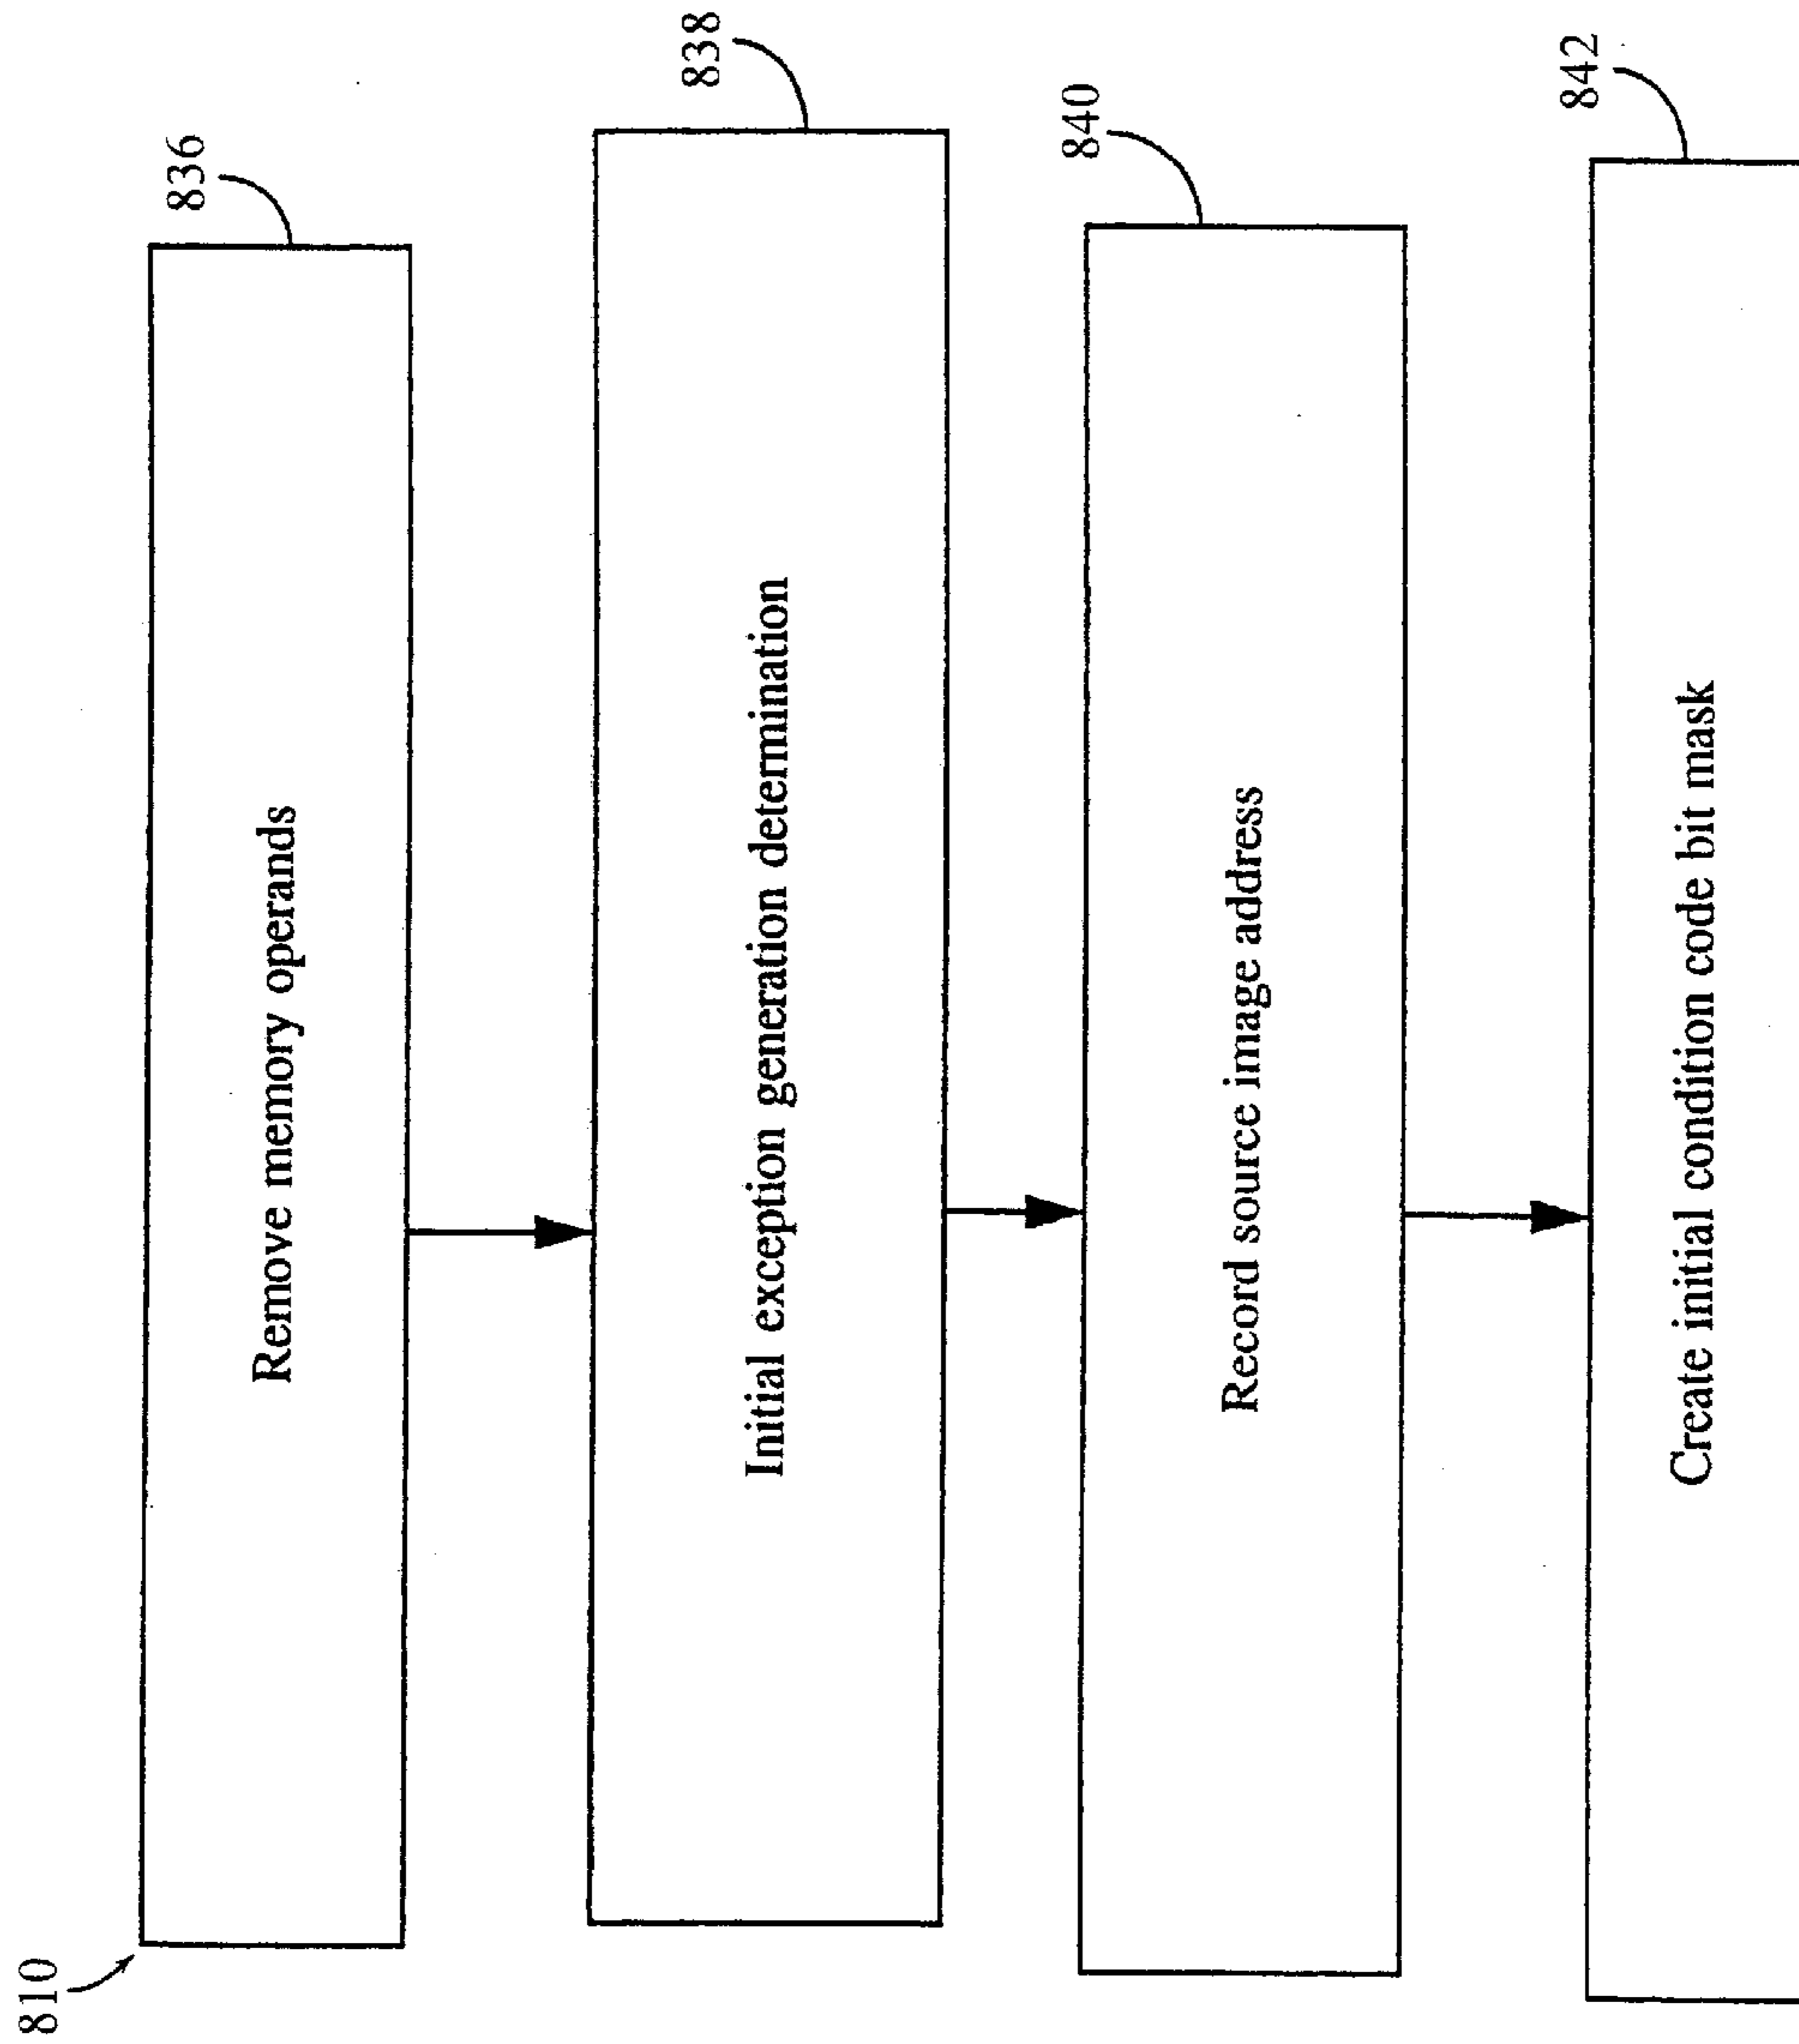 810
836
Remove memory operands
838
Initial exception generation determination
840
Record source image address
842
Create initial condition code bit mask